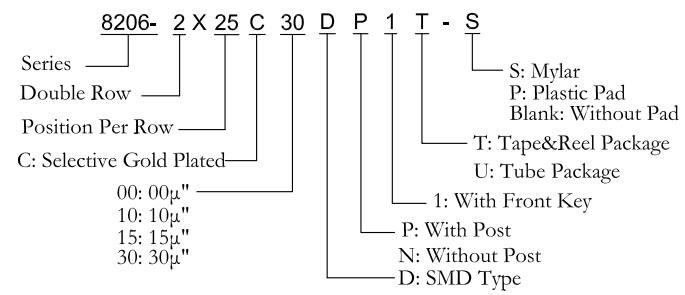 8206- 2 X 25 C 30 D P 1 T - S
Series
Double Row
Position Per Row
C: Selective Gold Plated
00: 00µ"
10: 10µ"
15: 15µ"
30: 30µ"
S: Mylar
P: Plastic Pad
Blank: Without Pad
T: Tape&Reel Package
U: Tube Package
1: With Front Key
P: With Post
N: Without Post
D: SMD Type